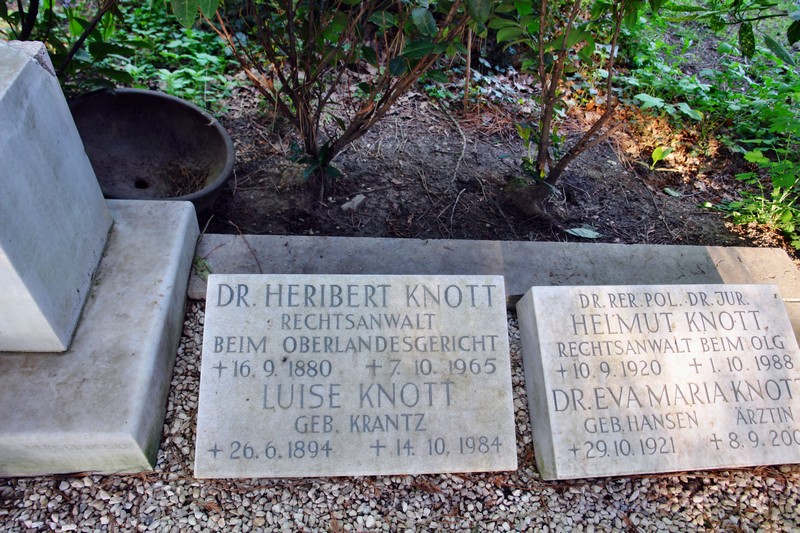 DR. HERIBERT KNOTT
RECHTSANWALT
BEIM OBERLANDESGERICHT
+16.9.1880 +7.10.1965
LUISE KNOTT
GEB. KRANTZ
+26.6.1894 +14.10.1984
DR. RER. POL. DR. JUR.
HELMUT KNOTT,
RECHTSANWALT BEIM OLG
+10.9.1920 +1.10.1988
DR. EVA MARIA KNOTT
GEB. HANSEN ÄRZTIN
+29.10.1921 +8.9.